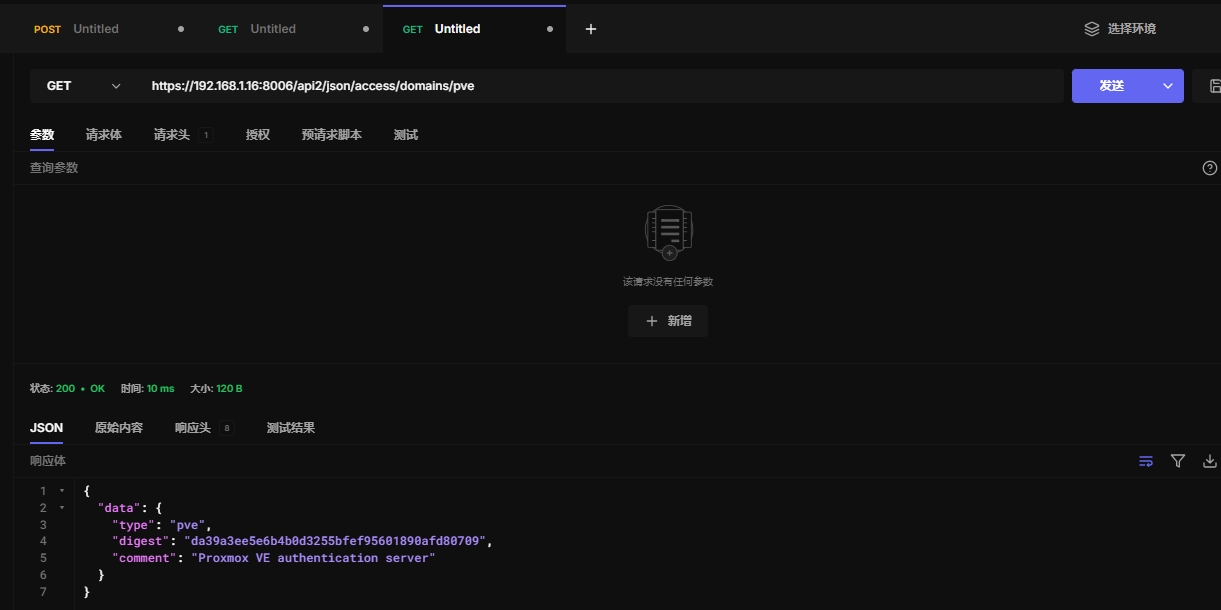 POST Untitled GET Untitled GET Untitled 选择环境
GET https://192.168.1.16:8006/api2/json/access/domains/pve 发送
参数 请求体 请求头 1 授权 预请求脚本 测试
查询参数
该请求没有任何参数
新增
状态: 200 • OK 时间: 10 ms 大小: 120 B
JSON 原始内容 响应头 8 测试结果
响应体
1 {
2 "data": {
3 "type": "pve",
4 "digest": "da39a3ee5e6b4b0d3255bfef95601890afd80709",
5 "comment": "Proxmox VE authentication server"
6 }
7 }